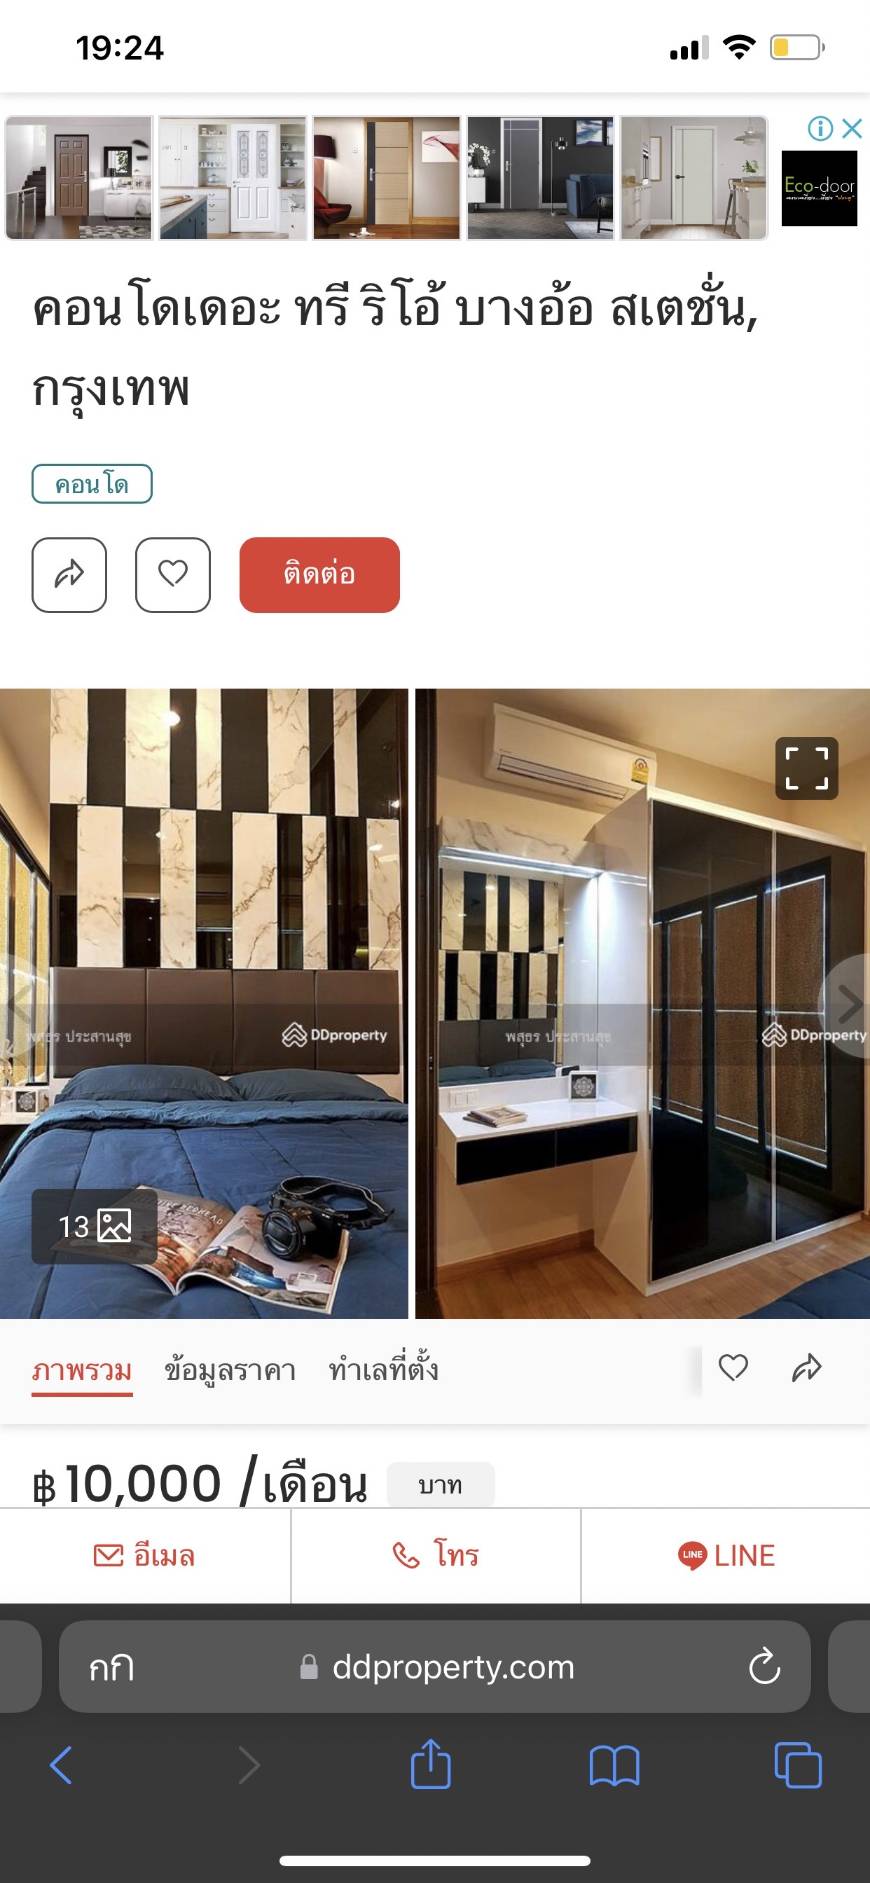 19:24
Eco-door
คอนโดเดอะ ทรี ริโอ้ บางอ้อ สเตชั่น,
กรุงเทพ
คอนโด
ติดต่อ
พสุธร ประสานสุข
DDproperty
พสุธร ประสานสุข
DDproperty
13
ภาพรวม ข้อมูลราคา ทำเลที่ตั้ง
฿10,000 /เดือน บาท
อีเมล โทร LINE LINE
กก ddproperty.com